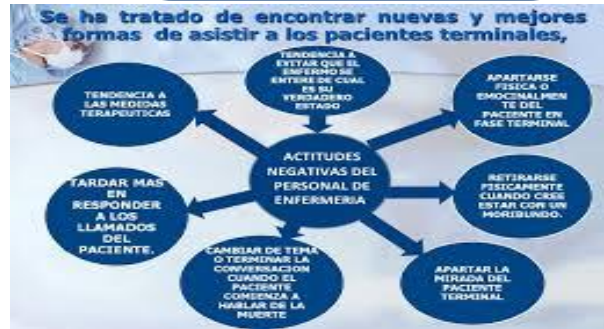 Se ha tratado de encontrar nuevas y mejores
formas de asistir a los pacientes terminales,
TENDENCIA A
EVITAR QUE EL
ENFERMO SE
ENTERE DE CUAL
ES SU
VERDADERO
ESTADO
APARTARSE
FISICA O
EMOCINALMEN
TE DEL
PACIENTE EN
FASE TERMINAL
RETIRARSE
FISICAMENTE
CUANDO CREE
ESTAR CON UN
MORIBUNDO.
APARTAR LA
MIRADA DEL
PACIENTE
TERMINAL
CAMBIAR DE TEMA
O TERMINAR LA
CONVERSACION
CUANDO EL
PACIENTE
COMIENZA A
HABLAR DE LA
MUERTE
TARDAR MAS
EN
RESPONDER
A LOS
LLAMADOS
DEL
PACIENTE.
TENDENCIA A
LAS MEDIDAS
TERAPEUTICAS
ACTITUDES
NEGATIVAS DEL
PERSONAL DE
ENFERMERIA